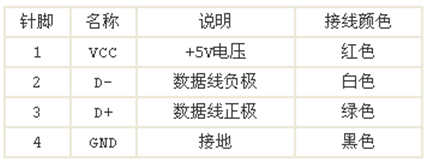 针脚 名称 说明 接线颜色
1 VCC +5V电压 红色
2 D- 数据线负极 白色
3 D+ 数据线正极 绿色
4 GND 接地 黑色